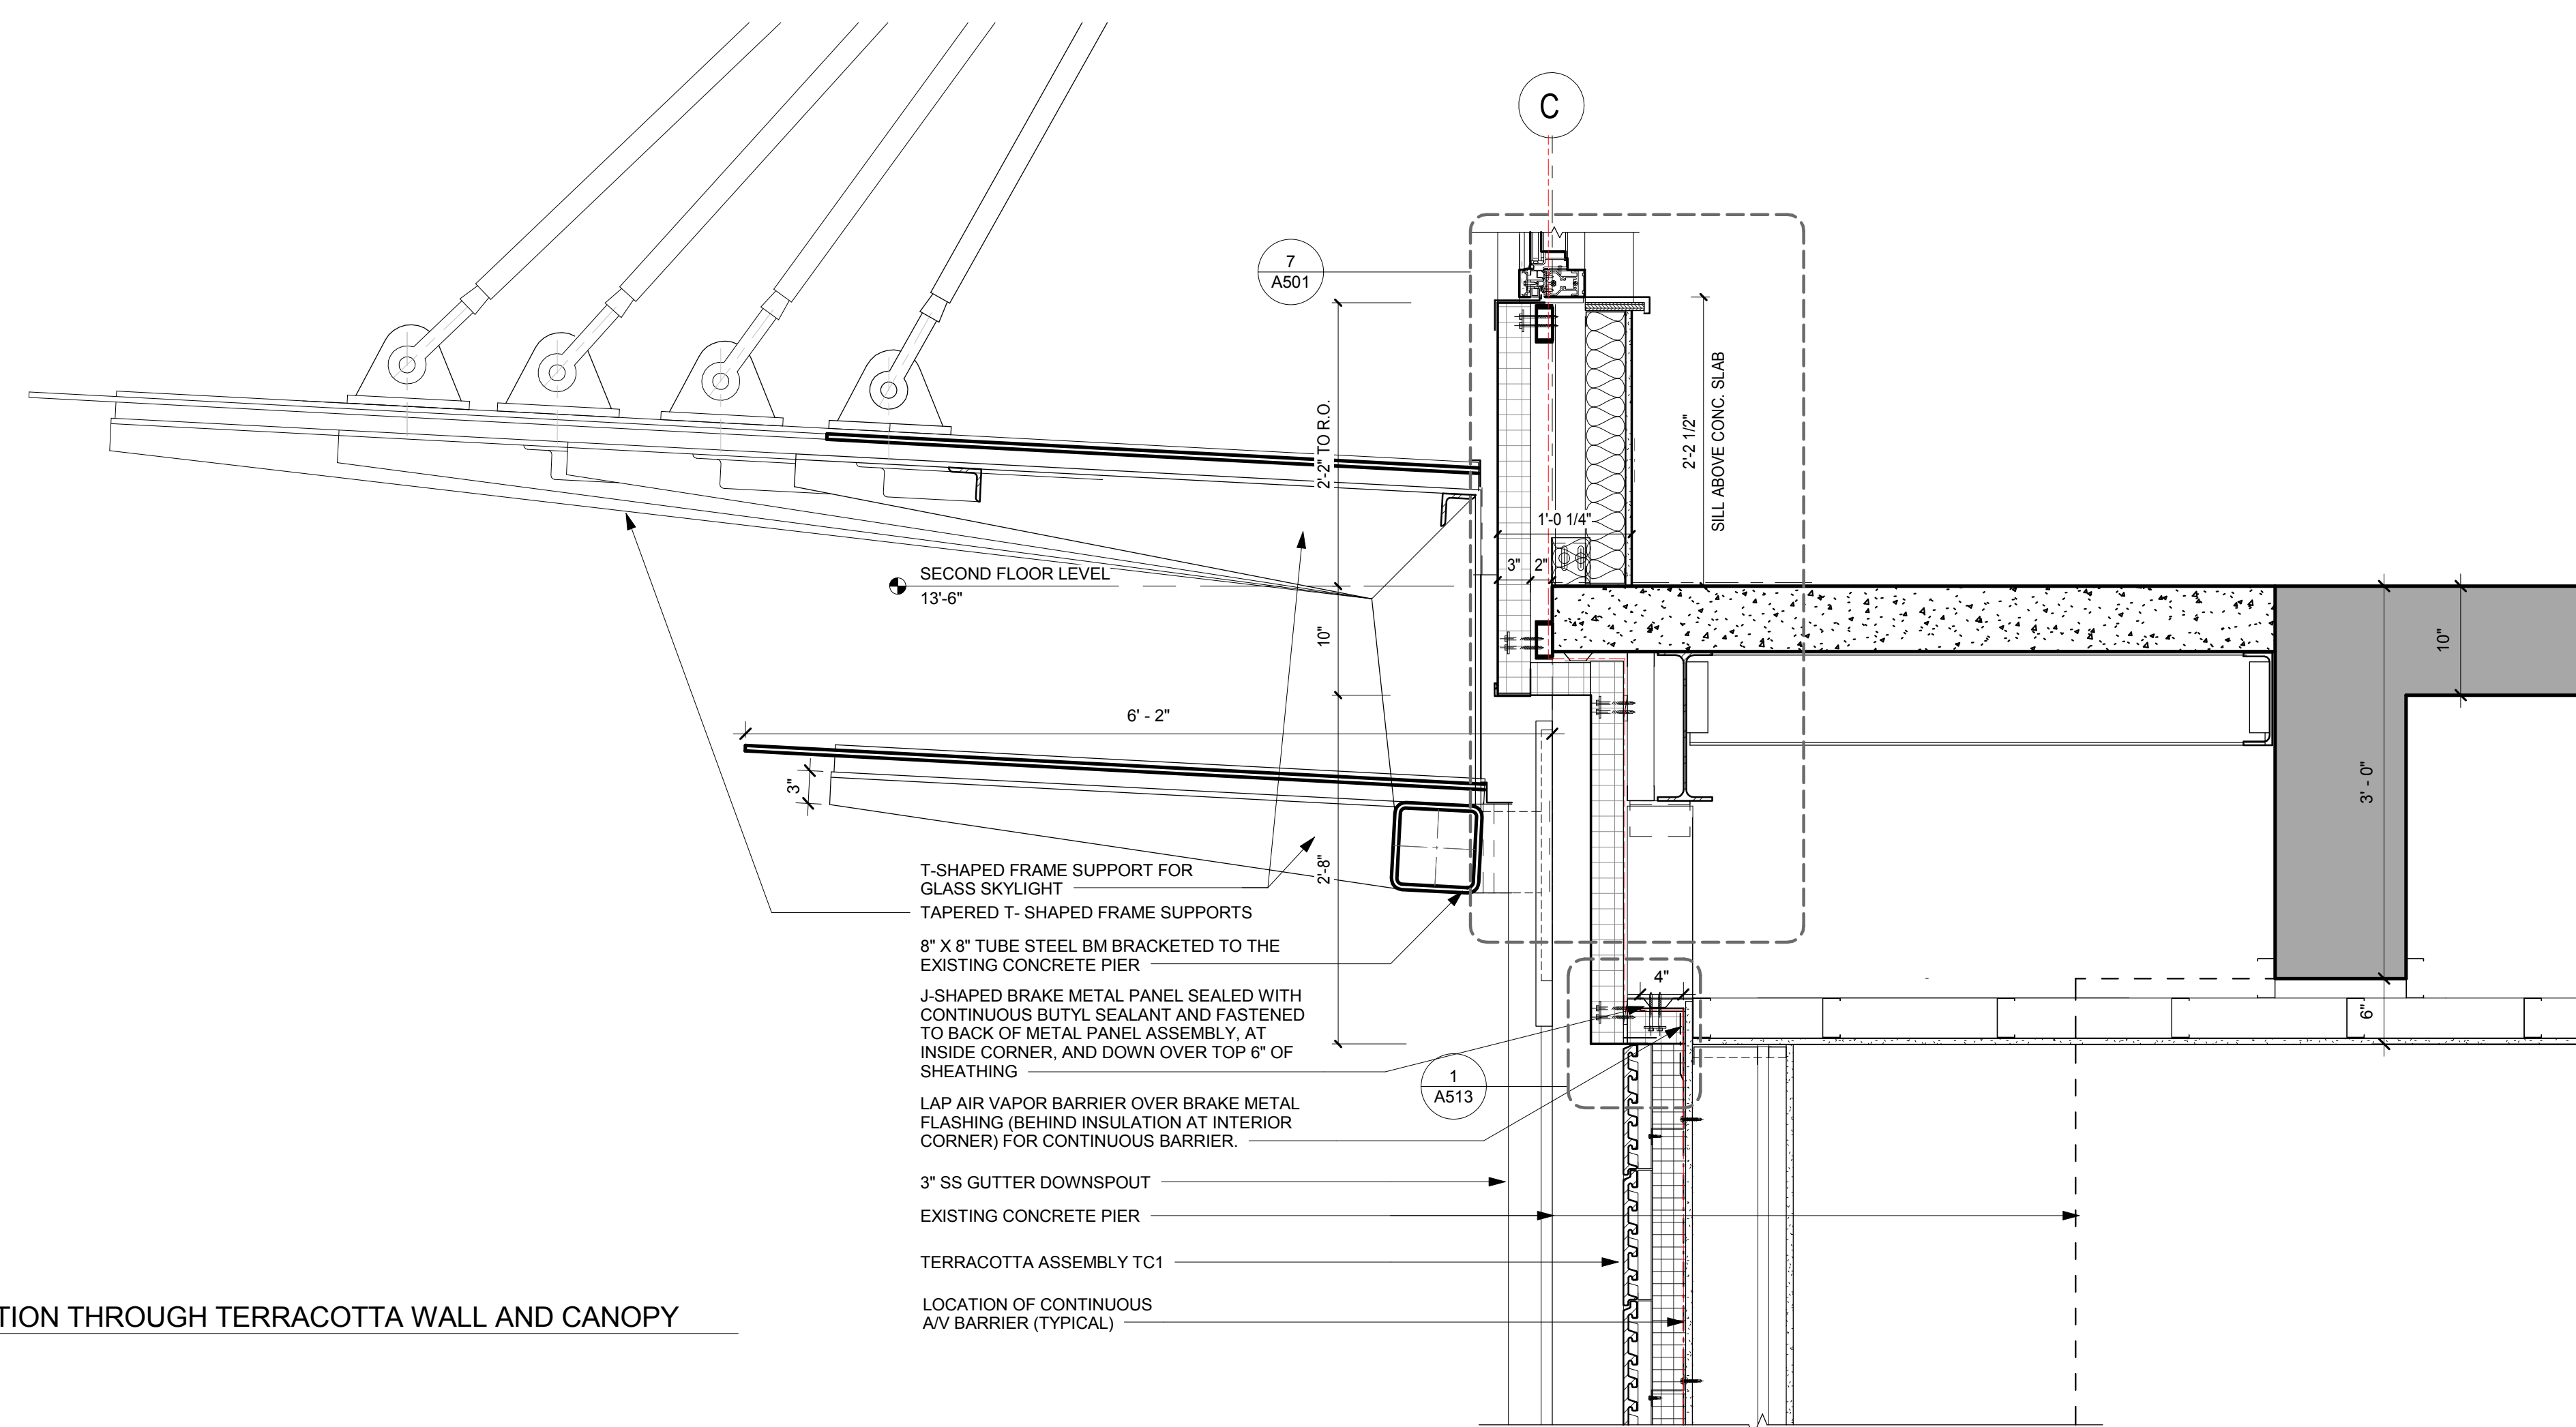 C
7
A501
2'-2" TO R.O.
2'-2 1/2"
SILL ABOVE CONC. SLAB
1'-0 1/4"
3"
2"
SECOND FLOOR LEVEL
13'-6"
10"
10"
6' - 2"
3"
3' - 0"
2'-8"
T-SHAPED FRAME SUPPORT FOR
GLASS SKYLIGHT
TAPERED T- SHAPED FRAME SUPPORTS
8" X 8" TUBE STEEL BM BRACKETED TO THE
EXISTING CONCRETE PIER
4"
6"
J-SHAPED BRAKE METAL PANEL SEALED WITH
CONTINUOUS BUTYL SEALANT AND FASTENED
TO BACK OF METAL PANEL ASSEMBLY, AT
INSIDE CORNER, AND DOWN OVER TOP 6" OF
SHEATHING
1
A513
LAP AIR VAPOR BARRIER OVER BRAKE METAL
FLASHING (BEHIND INSULATION AT INTERIOR
CORNER) FOR CONTINUOUS BARRIER.
3" SS GUTTER DOWNSPOUT
EXISTING CONCRETE PIER
TERRACOTTA ASSEMBLY TC1
LOCATION OF CONTINUOUS
A/V BARRIER (TYPICAL)
TION THROUGH TERRACOTTA WALL AND CANOPY